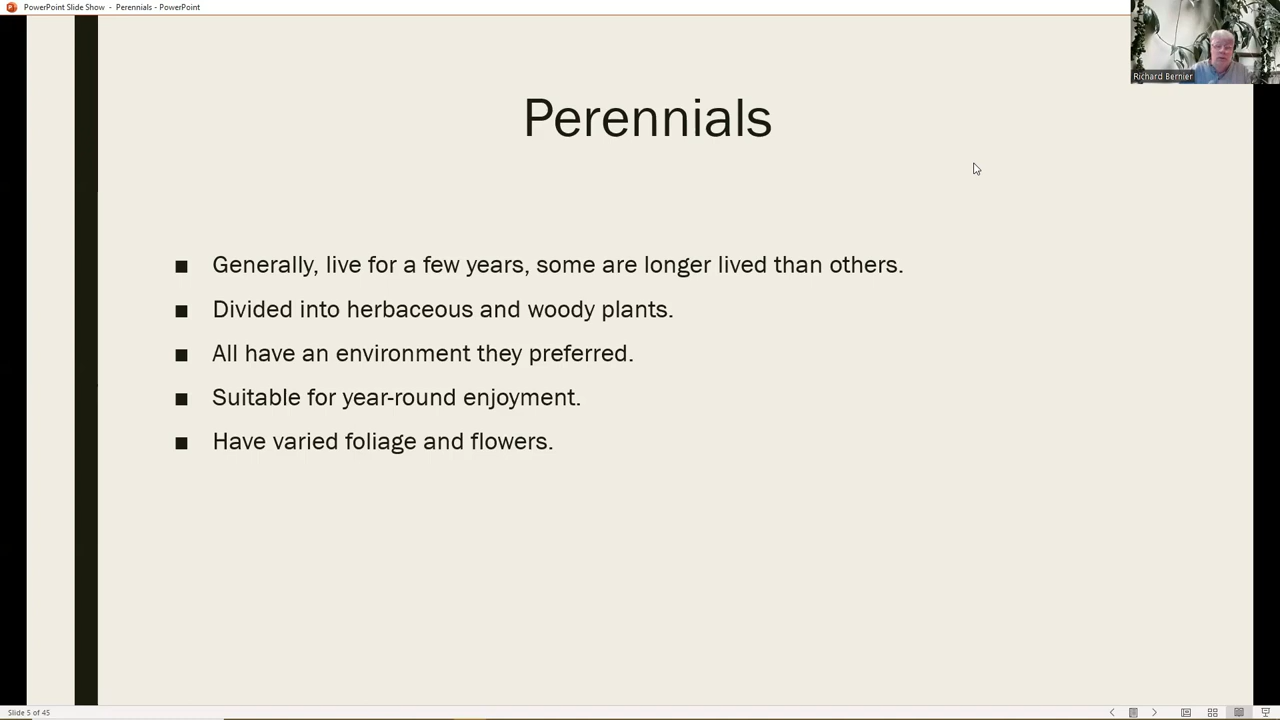 PowerPoint Slide Show - Perennials - PowerPoint
Richard Bernier
Perennials
Generally, live for a few years, some are longer lived than others.
Divided into herbaceous and woody plants.
All have an environment they preferred.
Suitable for year-round enjoyment.
Have varied foliage and flowers.
Slide 5 of 45